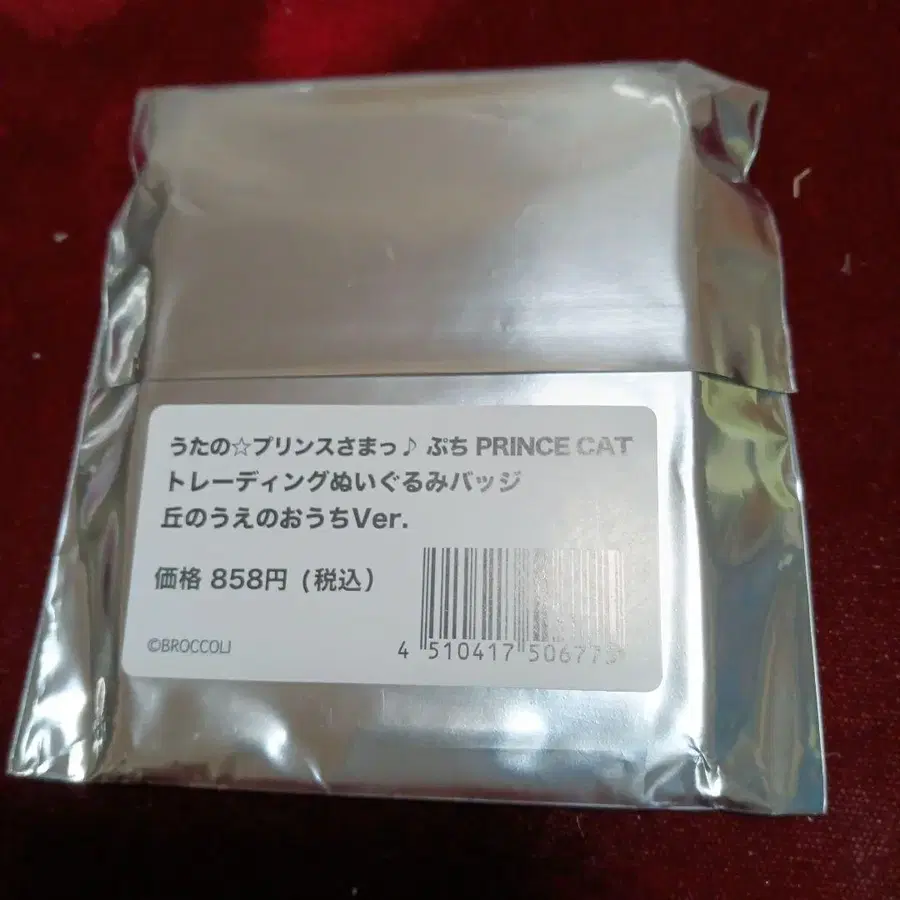 うたの☆プリンスさまっ♪ ぷち PRINCE CAT
トレーディングぬいぐるみバッジ
丘のうえのおうちVer.
価格 858円 (税込)
©BROCCOLI
4 510417 506775